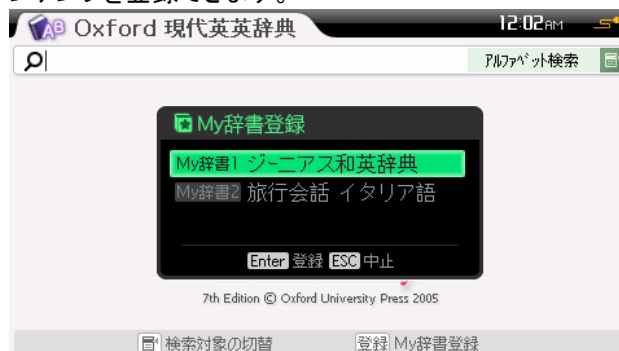 Oxford 現代英英辞典 12:02AM
アルファベット検索
My辞書登録
My辞書1 ジーニアス和英辞典
My辞書2 旅行会話 イタリア語
Enter 登録 ESC 中止
7th Edition © Oxford University Press 2005
検索対象の切替 登録 My辞書登録